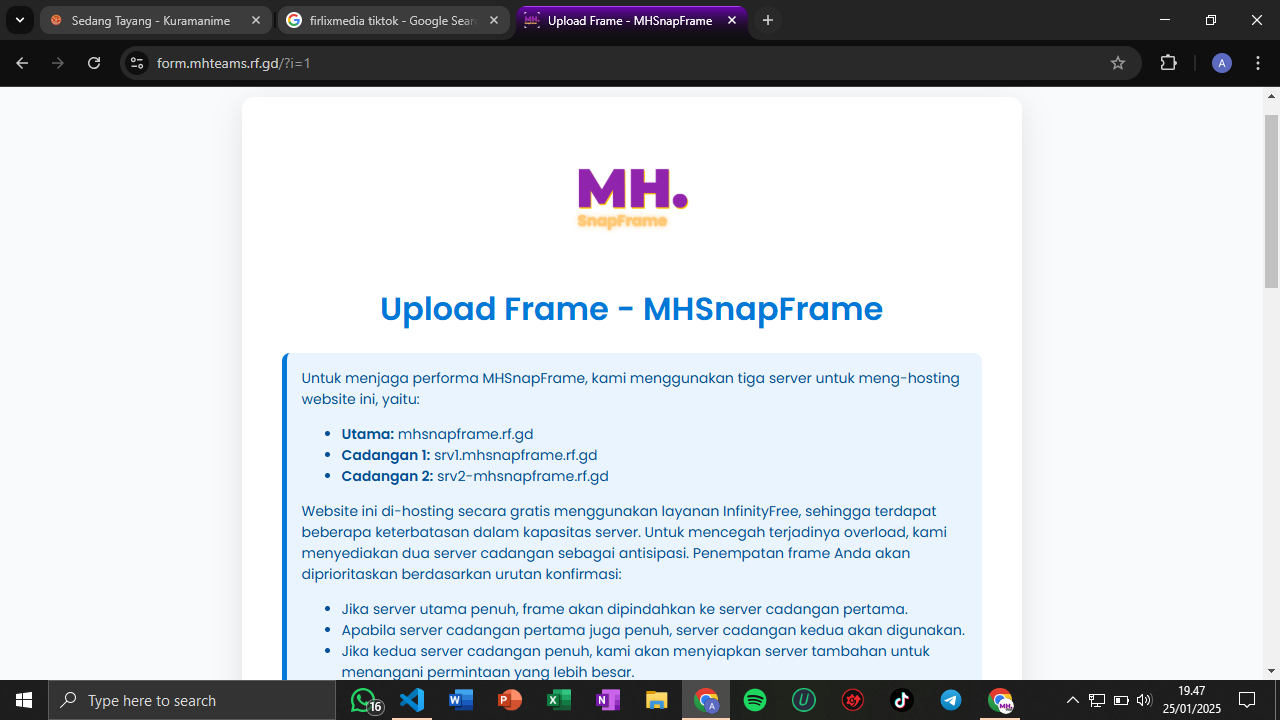 Sedang Tayang - Kuramanime
firlixmedia tiktok - Google Sear
Upload Frame - MHSnapFrame
form.mhteams.rf.gd/?i=1
A
MH.
SnapFrame
Upload Frame - MHSnapFrame
Untuk menjaga performa MHSnapFrame, kami menggunakan tiga server untuk meng-hosting
website ini, yaitu:
• Utama: mhsnapframe.rf.gd
• Cadangan 1: srv1.mhsnapframe.rf.gd
• Cadangan 2: srv2-mhsnapframe.rf.gd
Website ini di-hosting secara gratis menggunakan layanan InfinityFree, sehingga terdapat
beberapa keterbatasan dalam kapasitas server. Untuk mencegah terjadinya overload, kami
menyediakan dua server cadangan sebagai antisipasi. Penempatan frame Anda akan
diprioritaskan berdasarkan urutan konfirmasi:
• Jika server utama penuh, frame akan dipindahkan ke server cadangan pertama.
• Apabila server cadangan pertama juga penuh, server cadangan kedua akan digunakan.
• Jika kedua server cadangan penuh, kami akan menyiapkan server tambahan untuk
menangani permintaan yang lebih besar.
Type here to search
16
19.47
25/01/2025